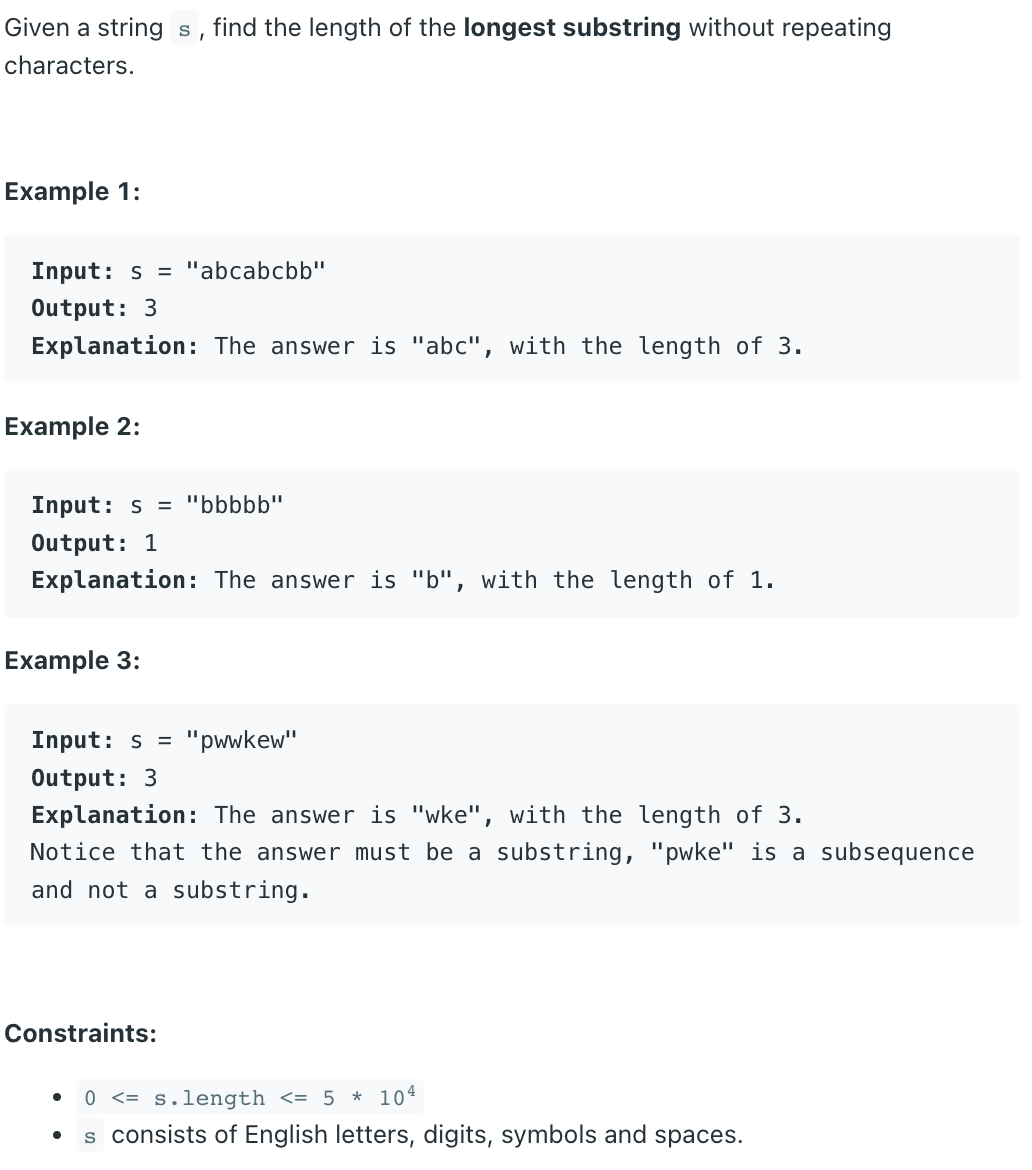 Given a string s, find the length of the longest substring without repeating
characters.
Example 1:
Input: s = "abcabcbb"
Output: 3
Explanation: The answer is "abc", with the length of 3.
Example 2:
Input: s = "bbbbb"
Output: 1
Explanation: The answer is "b", with the length of 1.
Example 3:
Input: s = "pwwkew"
Output: 3
Explanation: The answer is "wke", with the length of 3.
Notice that the answer must be a substring, "pwke" is a subsequence
and not a substring.
Constraints:
• 0 <= s.length <= 5 * 10⁴
• s consists of English letters, digits, symbols and spaces.